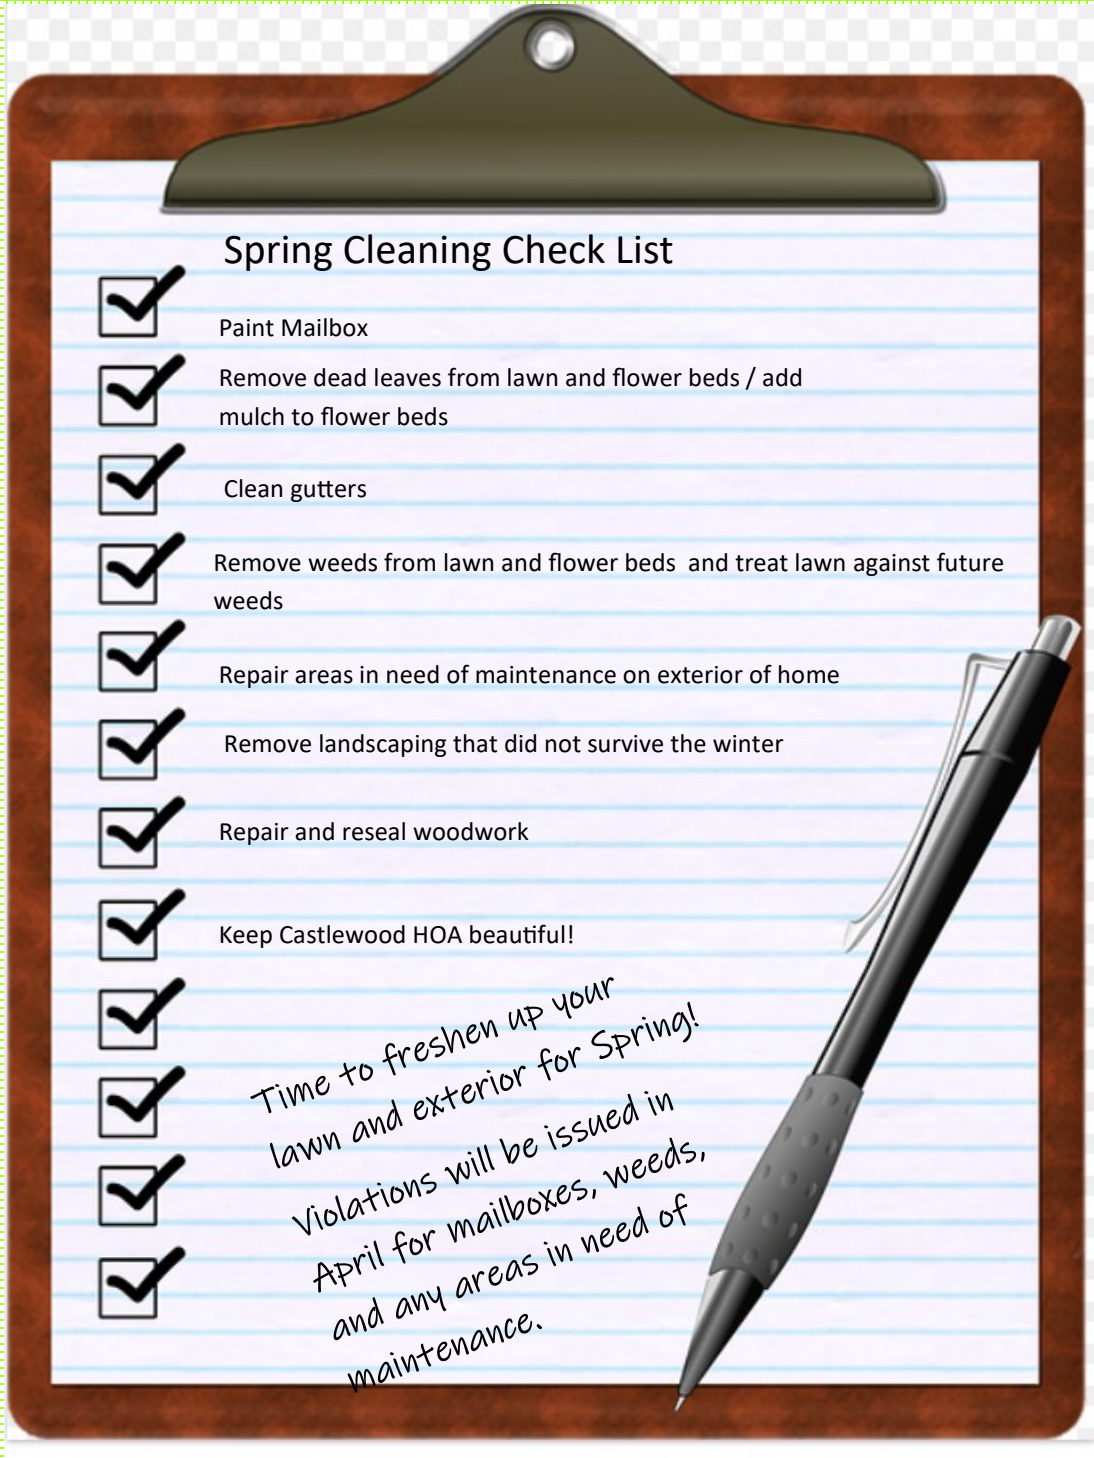 Spring Cleaning Check List
Paint Mailbox
Remove dead leaves from lawn and flower beds / add
mulch to flower beds
Clean gutters
Remove weeds from lawn and flower beds  and treat lawn against future
weeds
Repair areas in need of maintenance on exterior of home
Remove landscaping that did not survive the winter
Repair and reseal woodwork
Keep Castlewood HOA beautiful!
Time to freshen up your
lawn and exterior for Spring!
Violations will be issued in
April for mailboxes, weeds,
and any areas in need of
maintenance.